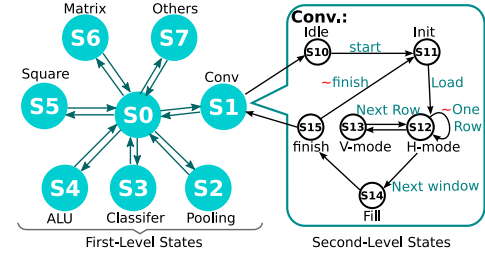 Matrix
Others
S6
S7
Square
Conv
S5
S0
S1
S4
S3
S2
ALU
Classifer
Pooling
First-Level States
Conv.:
Idle
Init
S10
start
S11
~finish
Load
Next Row
~One
Row
S15
S13
S12
finish
V-mode
H-mode
Next window
S14
Fill
Second-Level States